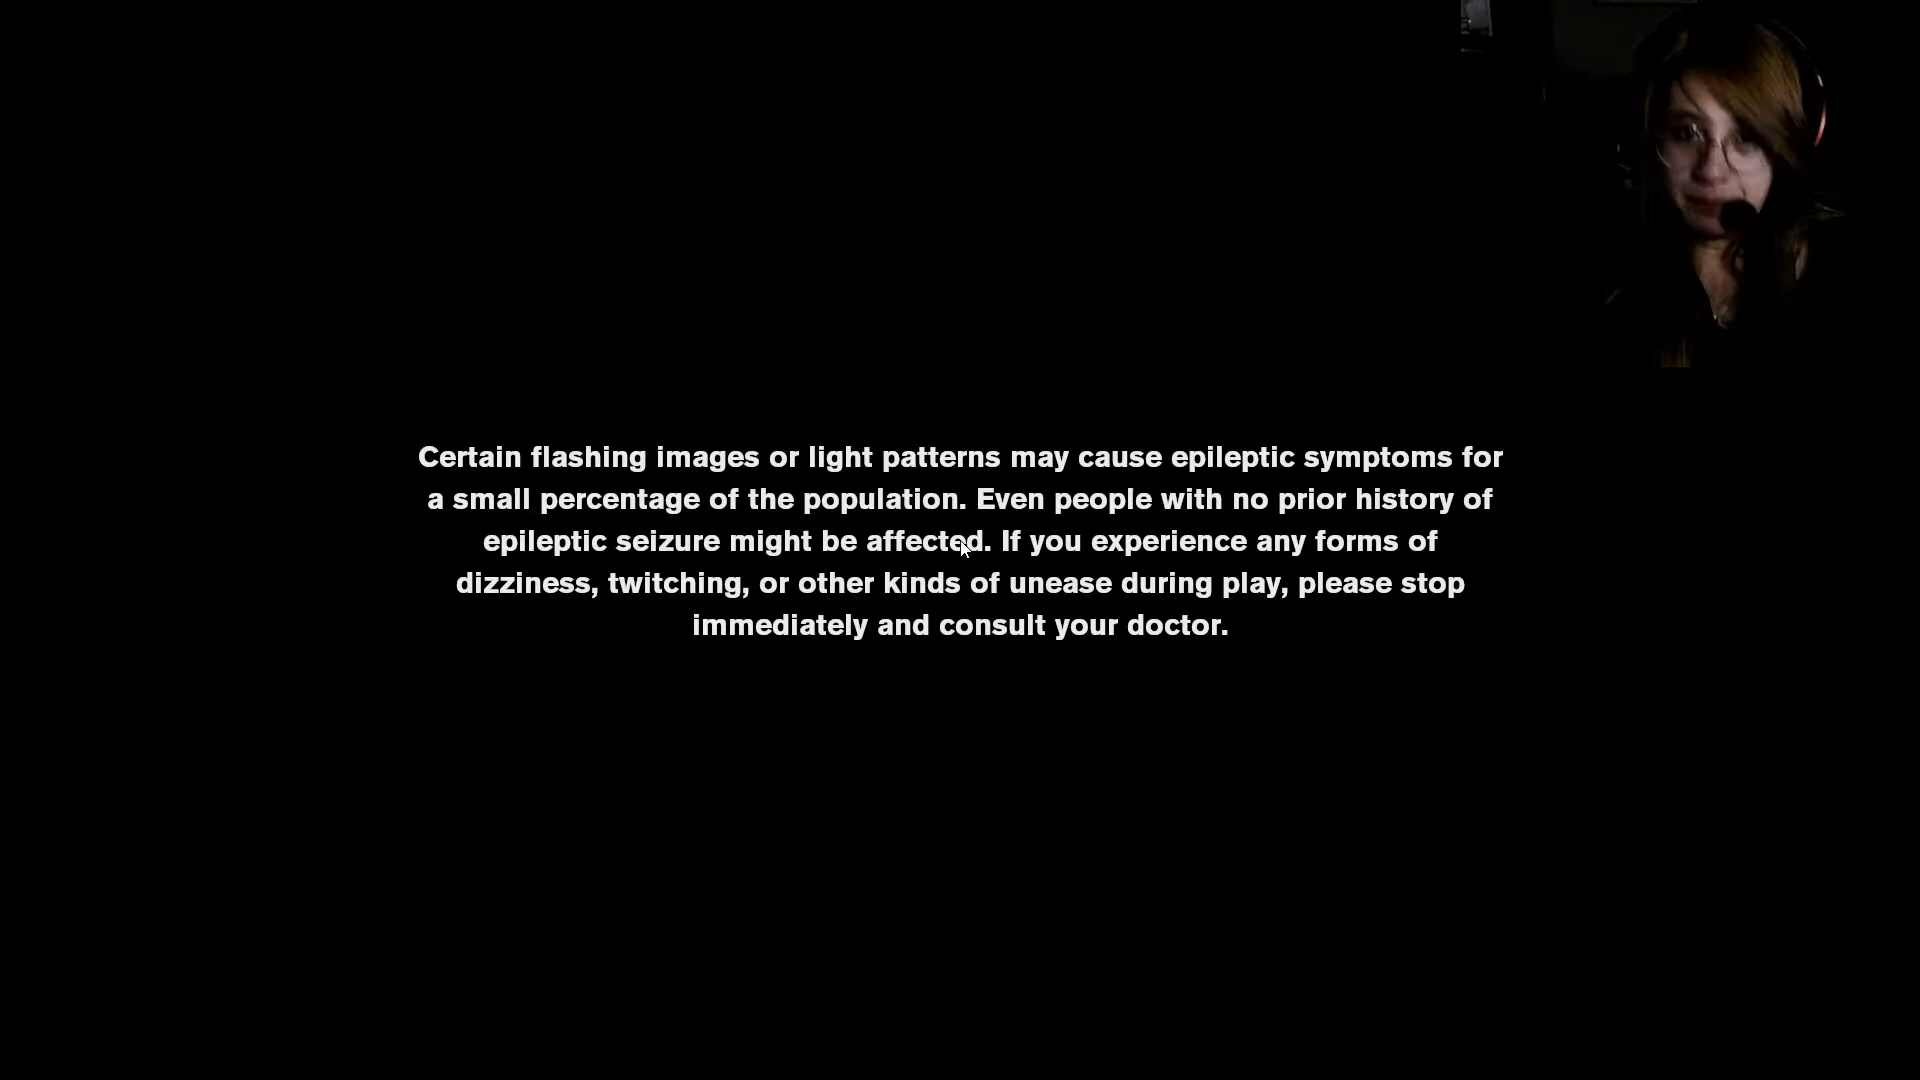 Certain flashing images or light patterns may cause epileptic symptoms for
a small percentage of the population. Even people with no prior history of
epileptic seizure might be affected. If you experience any forms of
dizziness, twitching, or other kinds of unease during play, please stop
immediately and consult your doctor.